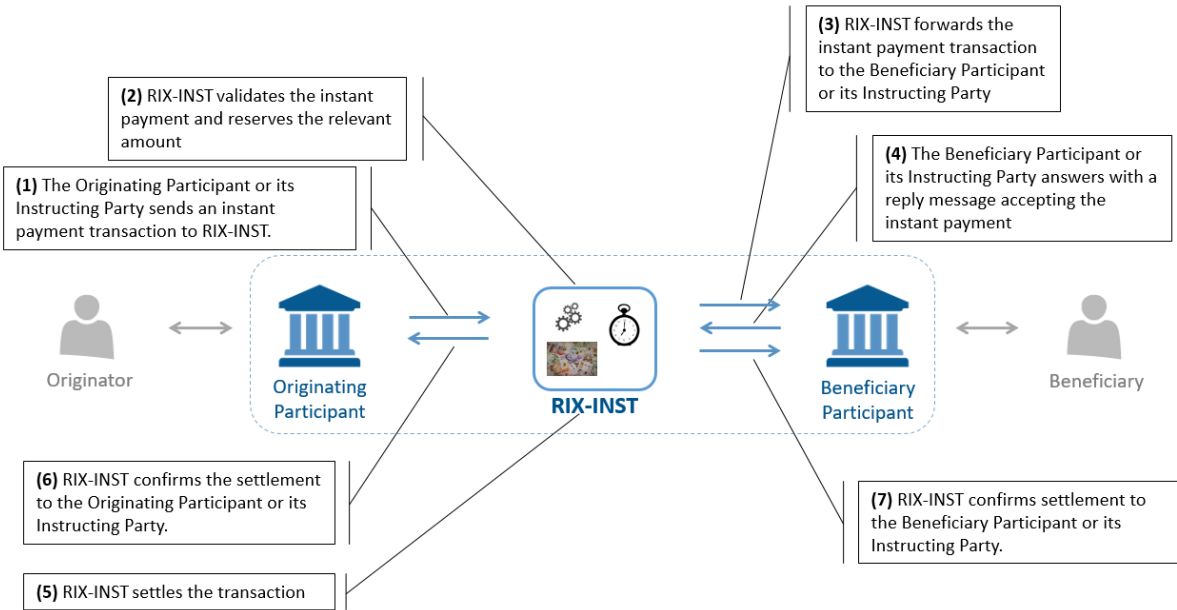 (3) RIX-INST forwards the
instant payment transaction
to the Beneficiary Participant
or its Instructing Party
(2) RIX-INST validates the instant
payment and reserves the relevant
amount
(4) The Beneficiary Participant or
its Instructing Party answers with a
reply message accepting the
instant payment
(1) The Originating Participant or its
Instructing Party sends an instant
payment transaction to RIX-INST.
Originator
Originating
Participant
RIX-INST
Beneficiary
Participant
Beneficiary
(6) RIX-INST confirms the settlement
to the Originating Participant or its
Instructing Party.
(7) RIX-INST confirms settlement to
the Beneficiary Participant or its
Instructing Party.
(5) RIX-INST settles the transaction